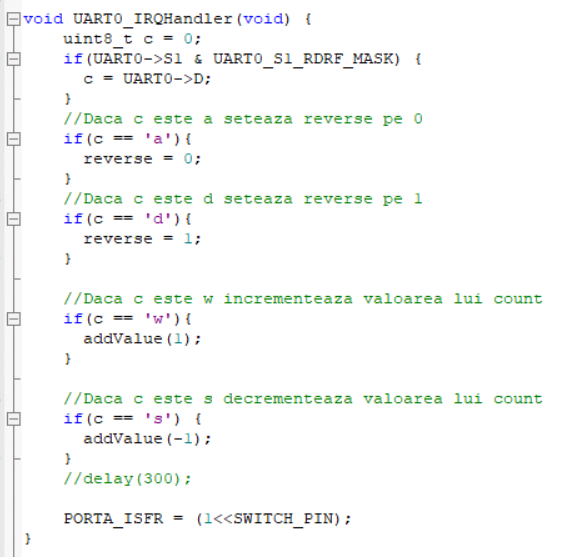 void UART0_IRQHandler(void) {
uint8_t c = 0;
if(UART0->S1 & UART0_S1_RDRF_MASK) {
c = UART0->D;
}
//Daca c este a seteaza reverse pe 0
if(c == 'a'){
reverse = 0;
}
//Daca c este d seteaza reverse pe 1
if(c == 'd'){
reverse = 1;
}
//Daca c este w incrementeaza valoarea lui count
if(c == 'w'){
addValue(1);
}
//Daca c este s decrementeaza valoarea lui count
if(c == 's') {
addValue(-1);
}
//delay(300);
PORTA_ISFR = (1<<SWITCH_PIN);
}